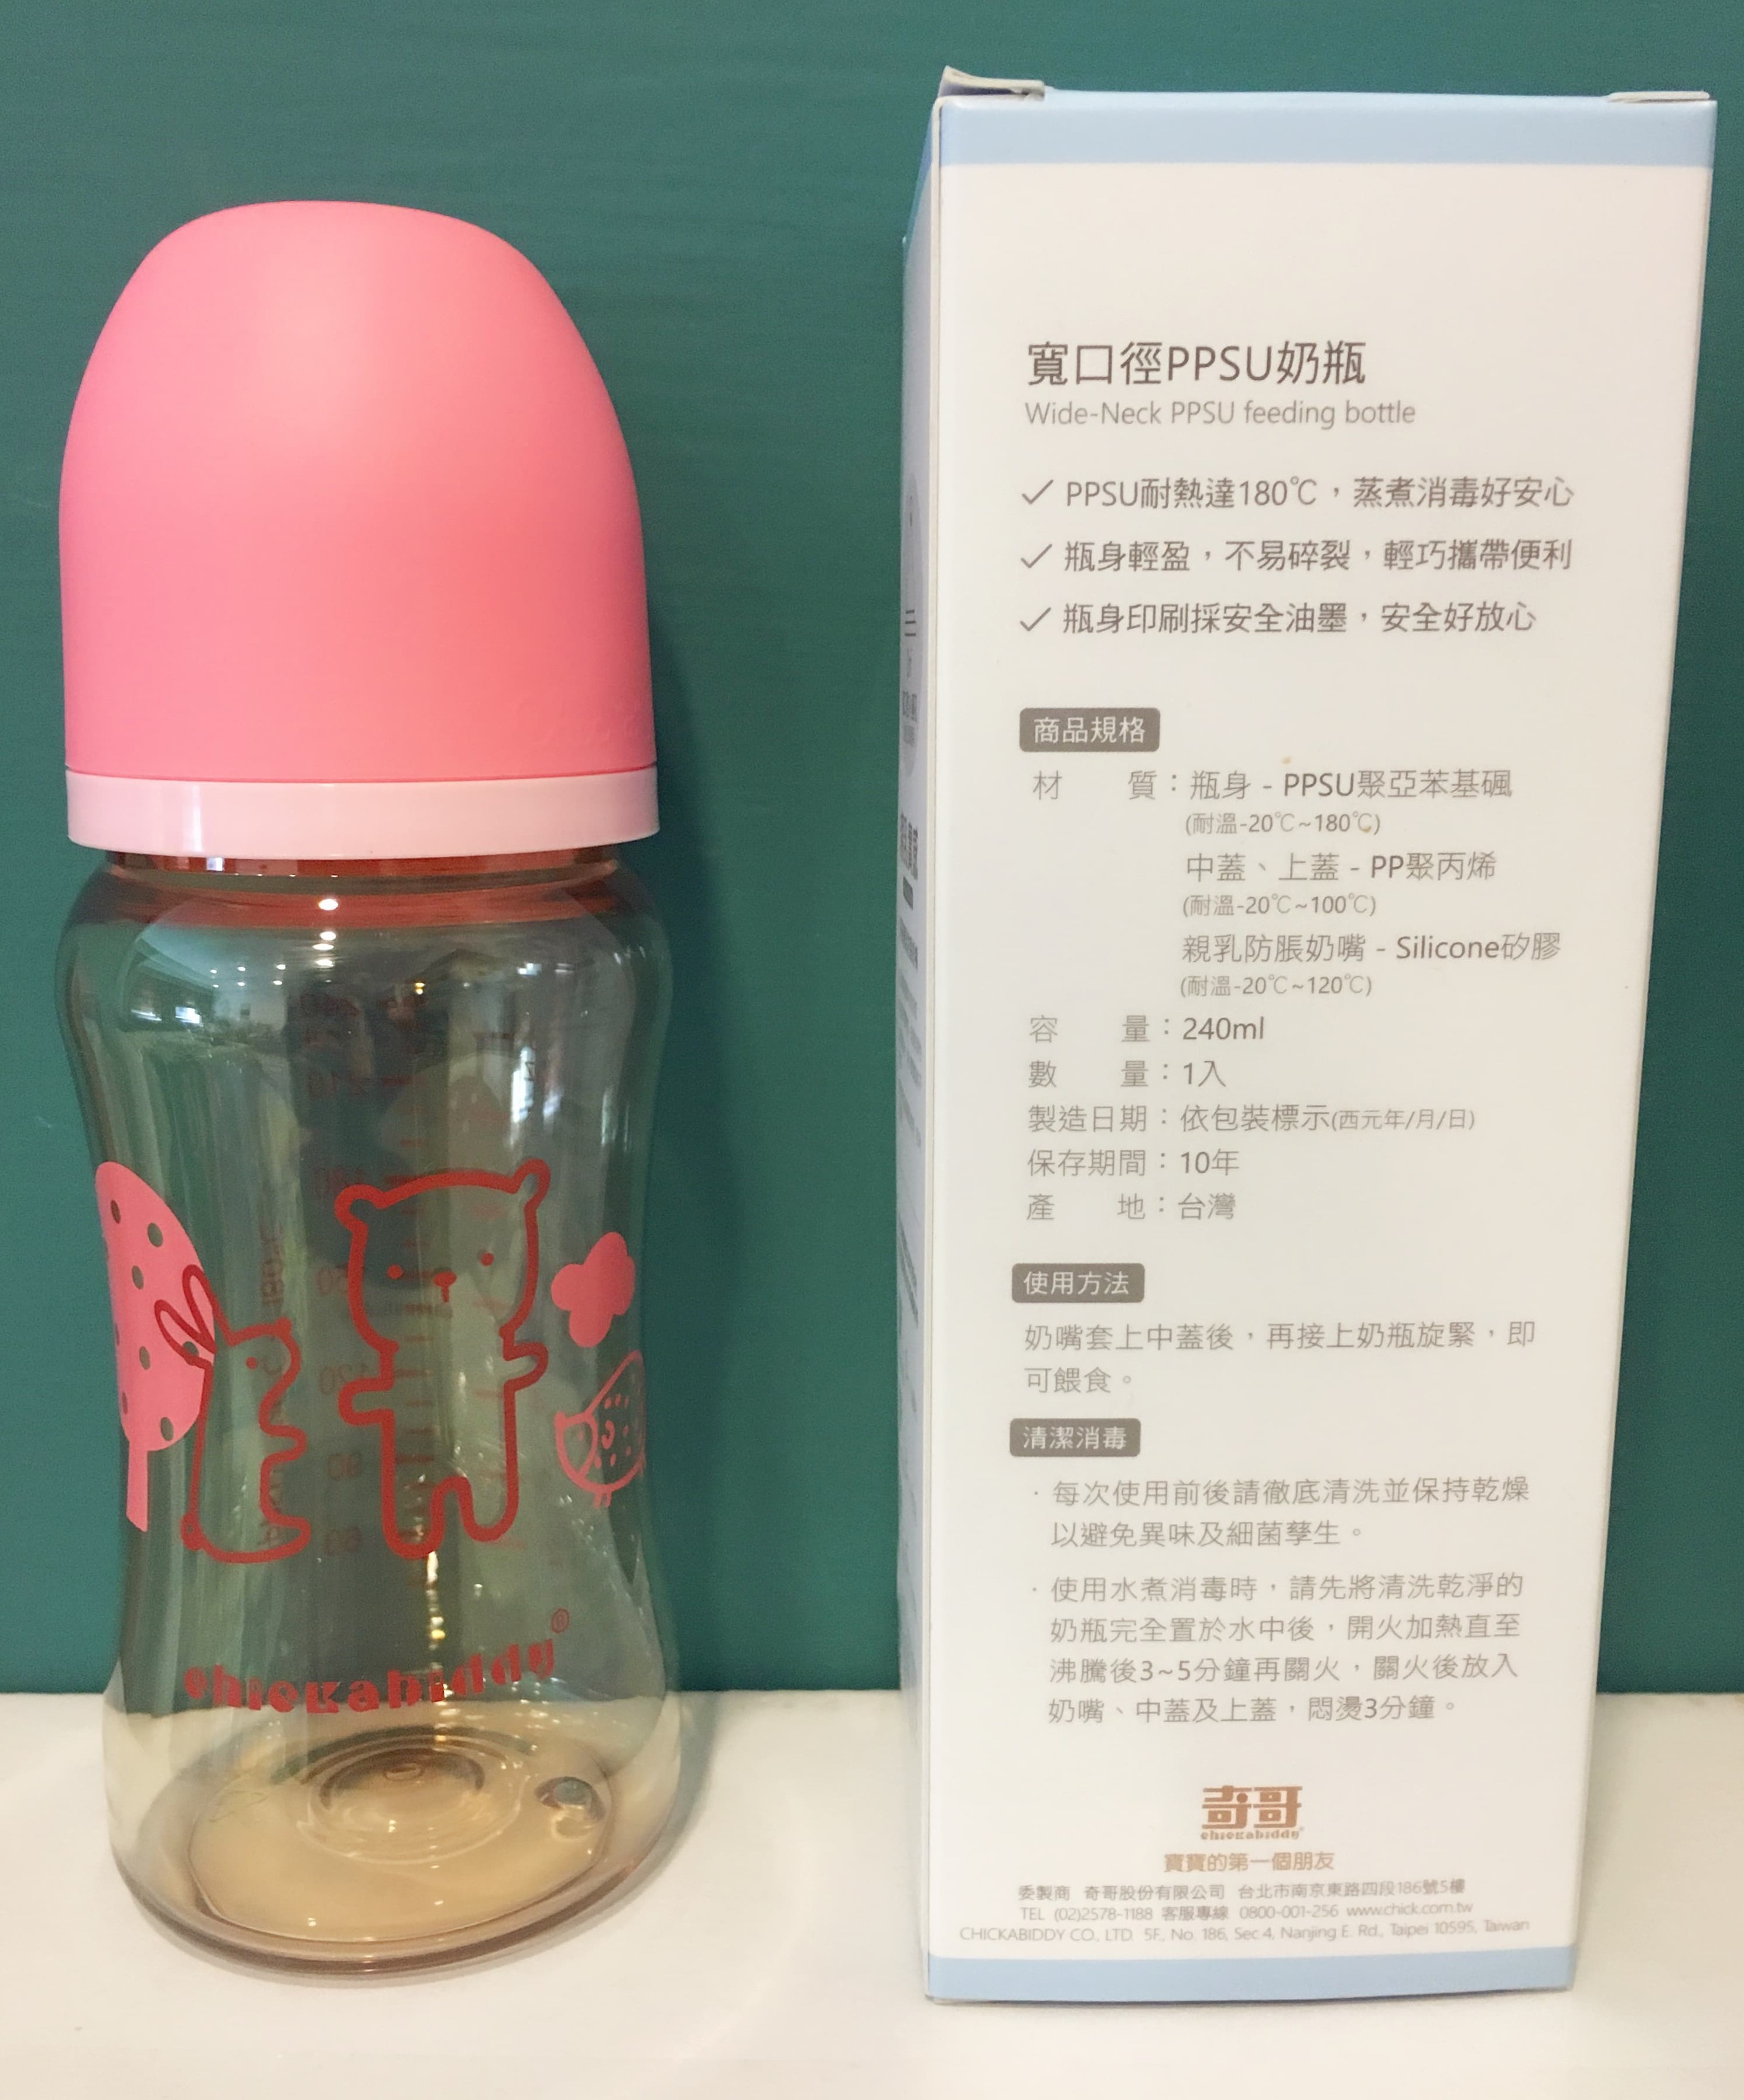 chickabiddy®
240
210
120
90
60
寬口徑PPSU奶瓶
Wide-Neck PPSU feeding bottle
✓ PPSU耐熱達180℃，蒸煮消毒好安心
✓ 瓶身輕盈，不易碎裂，輕巧攜帶便利
✓ 瓶身印刷採安全油墨，安全好放心
商品規格
材 質：瓶身 - PPSU聚亞苯基碸
(耐溫-20℃~180℃)
中蓋、上蓋 - PP聚丙烯
(耐溫-20℃~100℃)
親乳防脹奶嘴 - Silicone矽膠
(耐溫-20℃~120℃)
容 量：240ml
數 量：1入
製造日期：依包裝標示(西元年/月/日)
保存期間：10年
產 地：台灣
使用方法
奶嘴套上中蓋後，再接上奶瓶旋緊，即
可餵食。
清潔消毒
· 每次使用前後請徹底清洗並保持乾燥
以避免異味及細菌孳生。
· 使用水煮消毒時，請先將清洗乾淨的
奶瓶完全置於水中後，開火加熱直至
沸騰後3~5分鐘再關火，關火後放入
奶嘴、中蓋及上蓋，悶燙3分鐘。
奇哥
chickabiddy®
寶寶的第一個朋友
委製商 奇哥股份有限公司 台北市南京東路四段186號5樓
TEL (02)2578-1188 客服專線 0800-001-256 www.chick.com.tw
CHICKABIDDY CO., LTD 5F., No. 186, Sec.4, Nanjing E. Rd., Taipei 10595, Taiwan